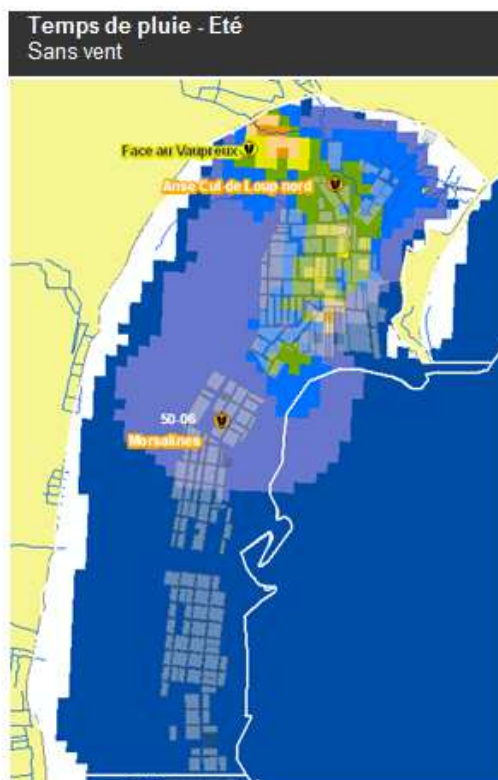 Temps de pluie - Eté
Sans vent
Face au Vaupreux
Anse Cul de Loup nord
50-06
Morsalines